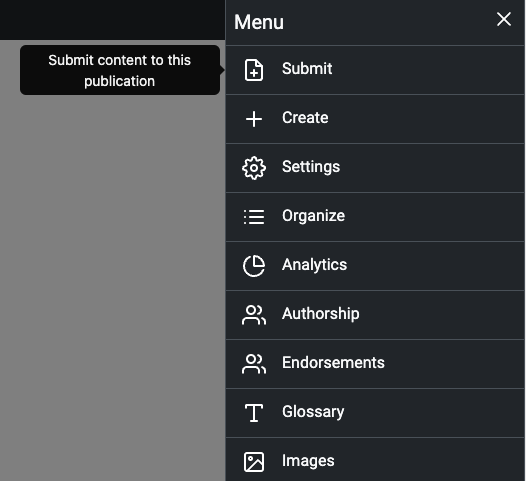 Menu
Submit content to this
publication
Submit
Create
Settings
Organize
Analytics
Authorship
Endorsements
Glossary
Images